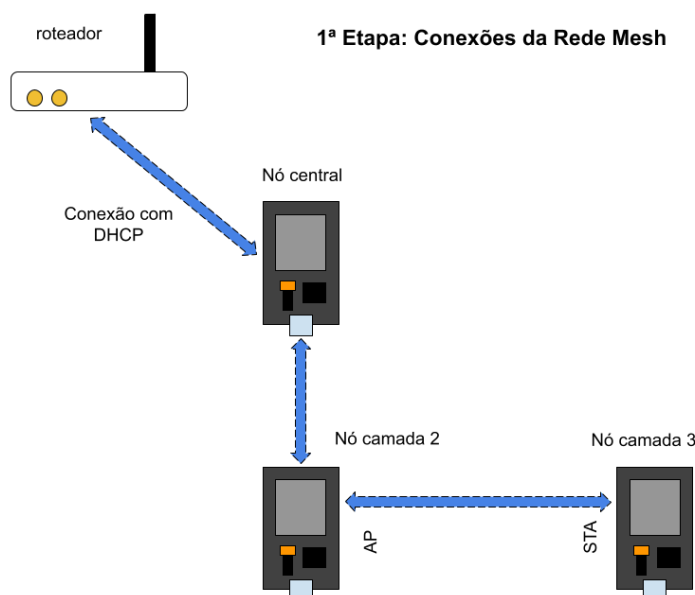 roteador
1ª Etapa: Conexões da Rede Mesh
Nó central
Conexão com
DHCP
Nó camada 2
Nó camada 3
AP
STA